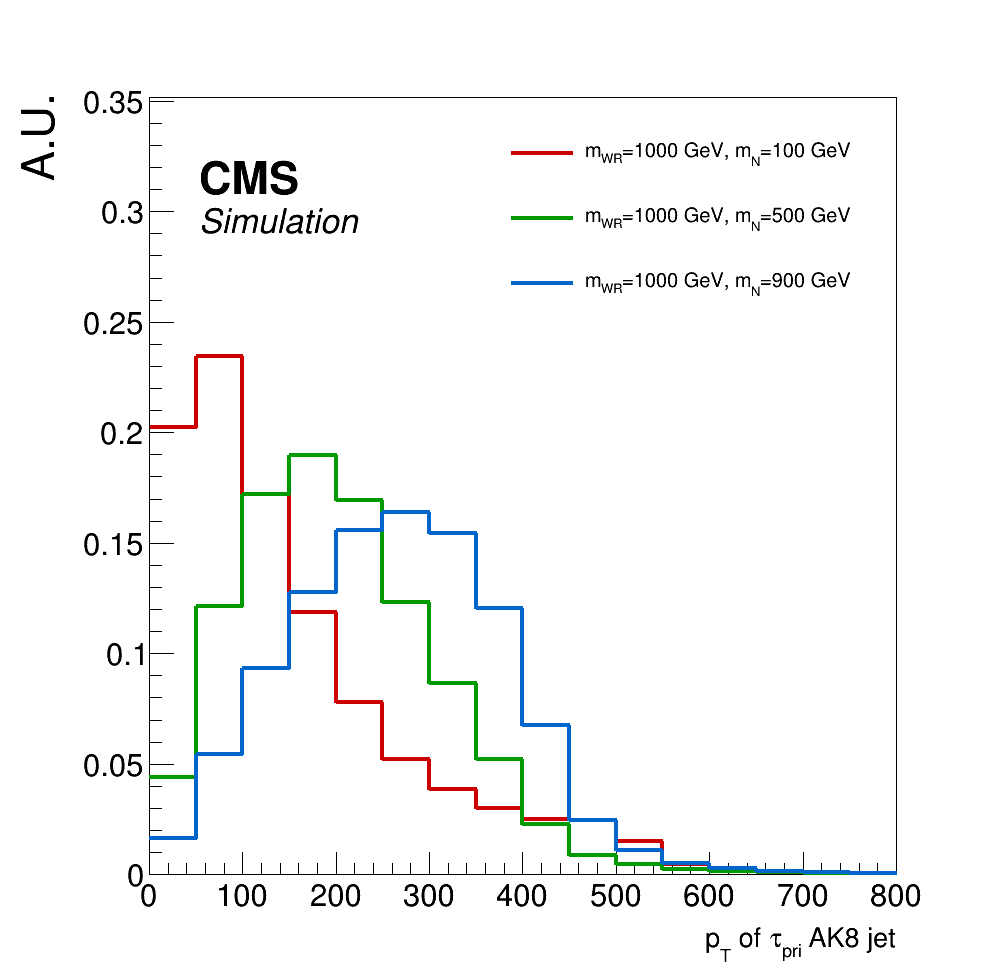 A.U.
0.35
0.3
0.25
0.2
0.15
0.1
0.05
0
CMS
Simulation
m_WR=1000 GeV, m_N=100 GeV
m_WR=1000 GeV, m_N=500 GeV
m_WR=1000 GeV, m_N=900 GeV
0 100 200 300 400 500 600 700 800
p_T of τ_pri AK8 jet